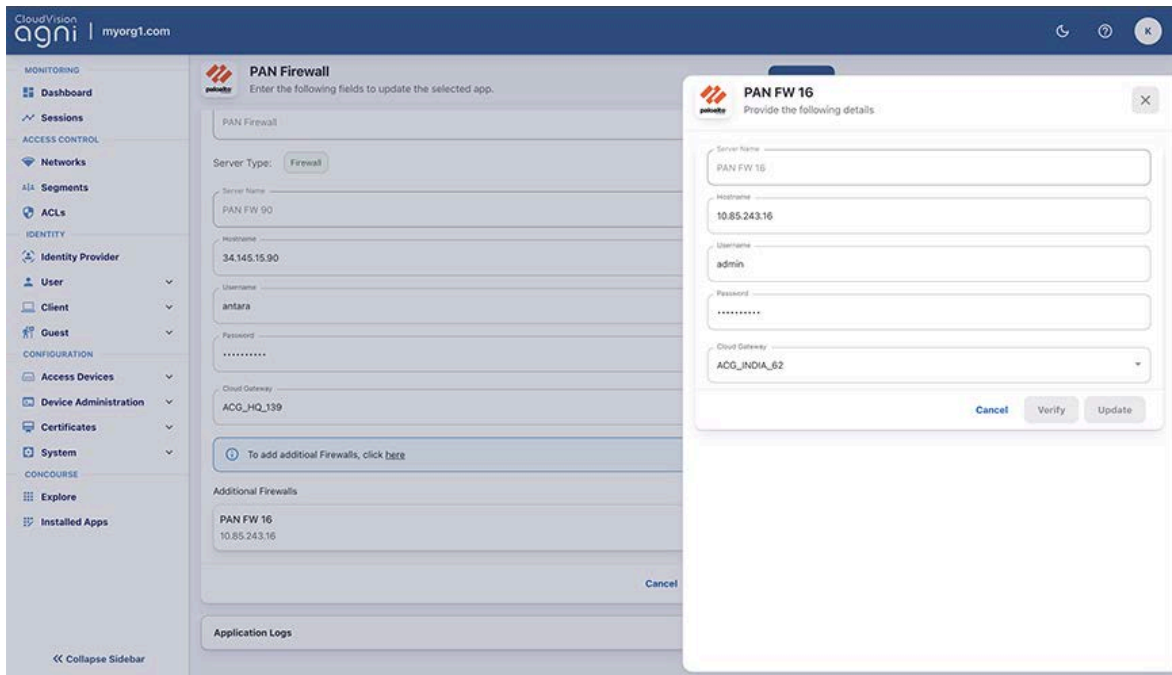 CloudVision
agni | myorg1.com
K
MONITORING
Dashboard
Sessions
ACCESS CONTROL
Networks
Segments
ACLs
IDENTITY
Identity Provider
User
Client
Guest
CONFIGURATION
Access Devices
Device Administration
Certificates
System
CONCOURSE
Explore
Installed Apps
Collapse Sidebar
paloalto
PAN Firewall
Enter the following fields to update the selected app.
PAN Firewall
Server Type: Firewall
Server Name
PAN FW 90
Hostname
34.145.15.90
Username
antara
Password
••••••••••
Cloud Gateway
ACG_HQ_139
To add additioal Firewalls, click here
Additional Firewalls
PAN FW 16
10.85.243.16
Cancel
Application Logs
paloalto
PAN FW 16
Provide the following details
Server Name
PAN FW 16
Hostname
10.85.243.16
Username
admin
Password
••••••••••
Cloud Gateway
ACG_INDIA_62
Cancel Verify Update